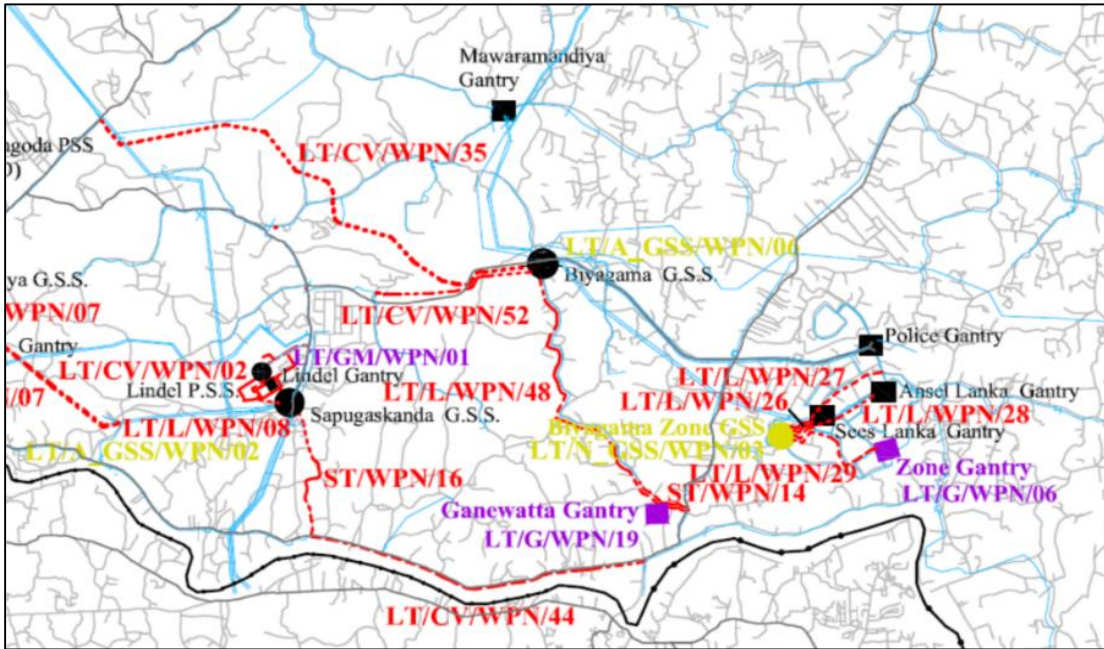 Mawaramandiya
Gantry
ngoda PSS
LT/CV/WPN/35
LT/A_GSS/WPN/06
Biyagama G.S.S.
ya G.S.S.
WPN/07
Gantry
LT/CV/WPN/52
Police Gantry
LT/GM/WPN/01
LT/CV/WPN/02
Lindel Gantry
Lindel P.S.S.
/07
LT/L/WPN/48
LT/L/WPN/27
LT/L/WPN/26
Ansel Lanka Gantry
LT/L/WPN/28
Sapugaskanda G.S.S.
LT/L/WPN/08
Biyagama Zone GSS
Sees Lanka Gantry
LT/A_GSS/WPN/02
LT/N_GSS/WPN/03
ST/WPN/16
LT/L/WPN/29
Zone Gantry
LT/G/WPN/06
ST/WPN/14
Ganewatta Gantry
LT/G/WPN/19
LT/CV/WPN/44